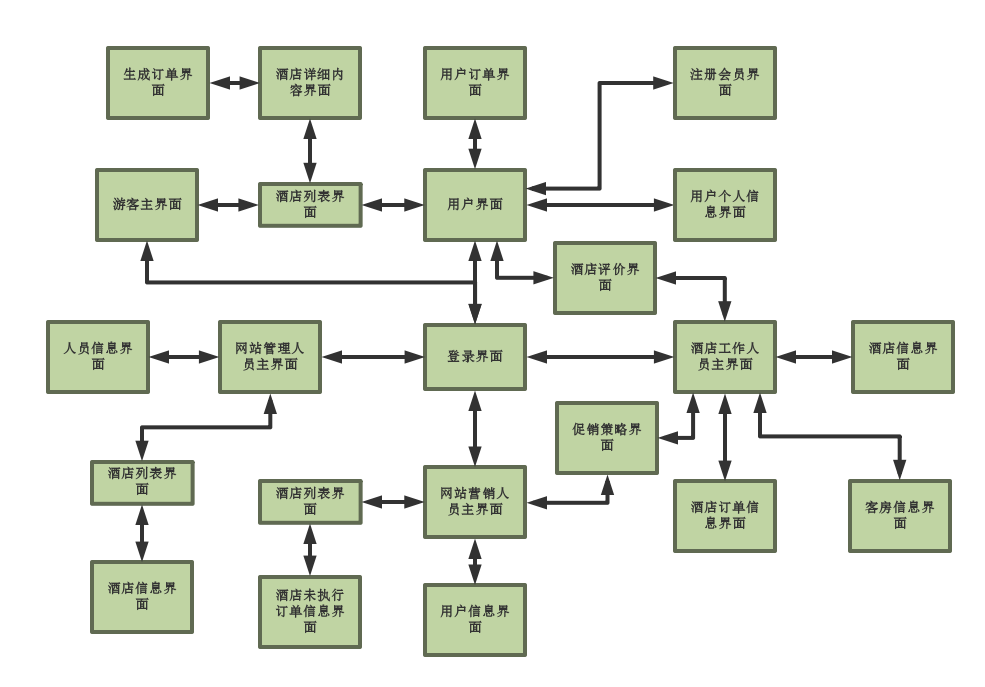 生成订单界
面
酒店详细内
容界面
用户订单界
面
注册会员界
面
游客主界面
酒店列表界
面
用户界面
用户个人信
息界面
酒店评价界
面
人员信息界
面
网站管理人
员主界面
登录界面
酒店工作人
员主界面
酒店信息界
面
促销策略界
面
酒店列表界
面
酒店列表界
面
网站营销人
员主界面
酒店订单信
息界面
客房信息界
面
酒店信息界
面
酒店未执行
订单信息界
面
用户信息界
面